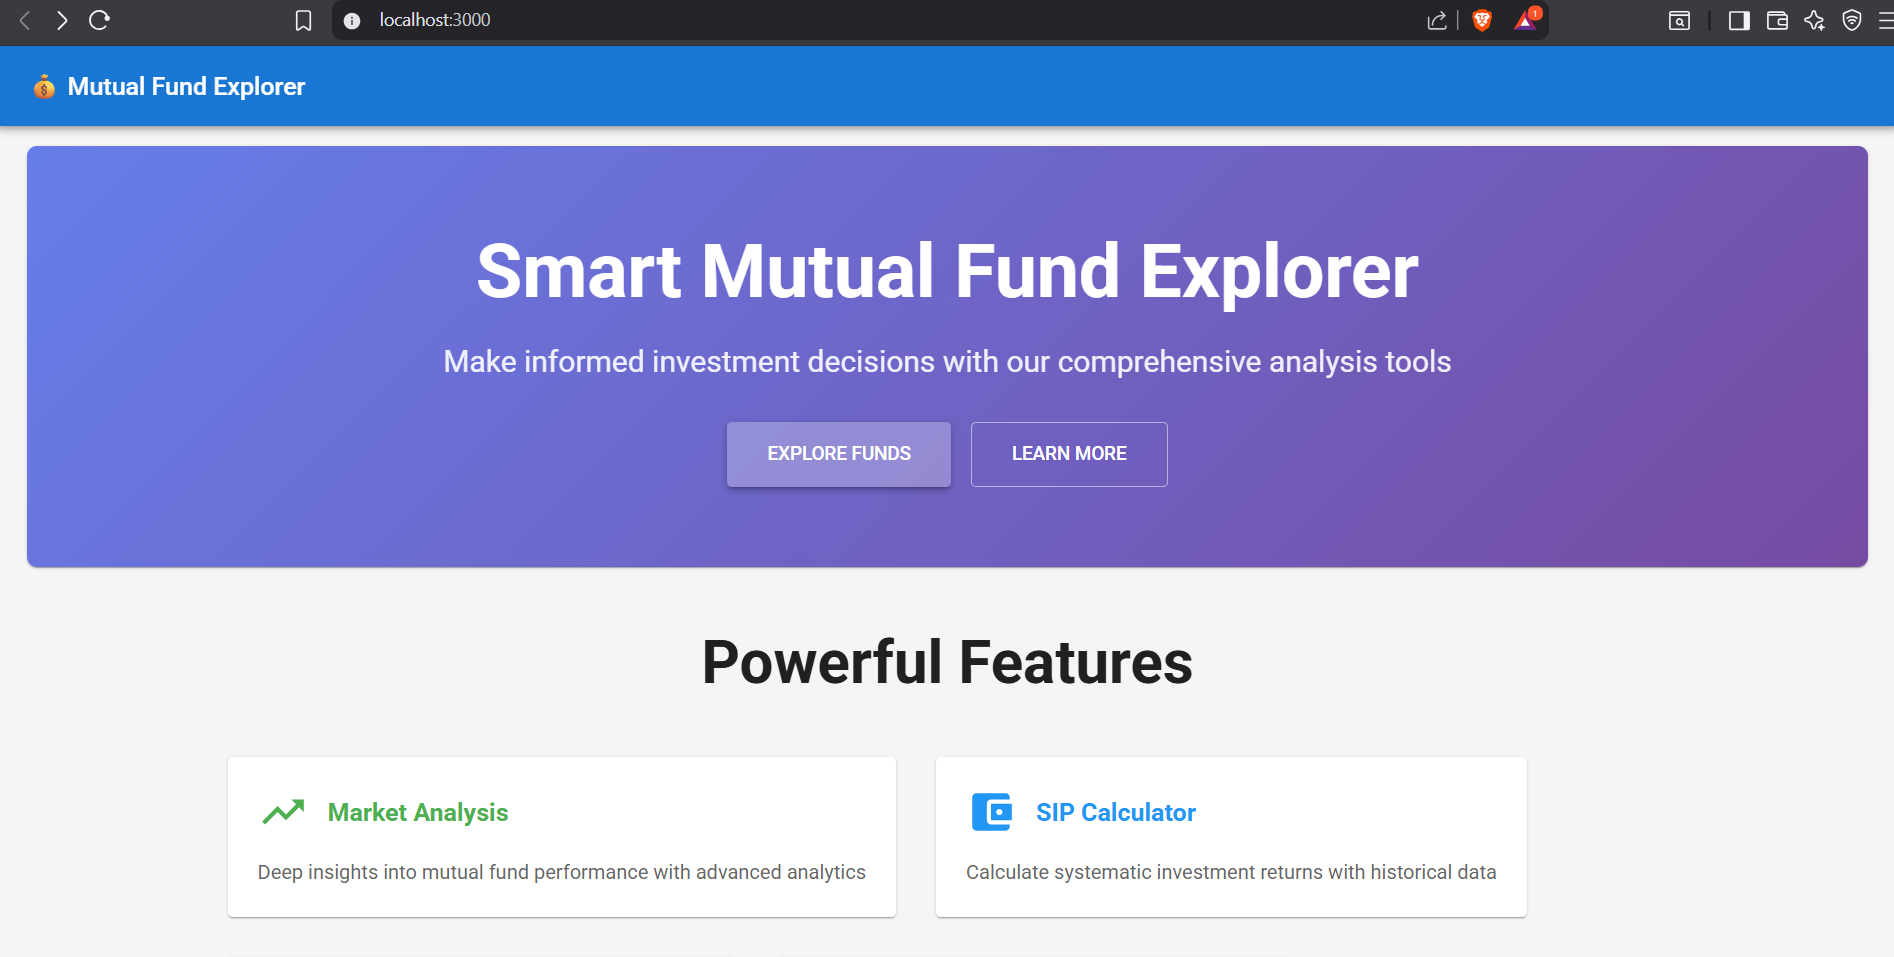 localhost:3000
1
Mutual Fund Explorer
Smart Mutual Fund Explorer
Make informed investment decisions with our comprehensive analysis tools
EXPLORE FUNDS
LEARN MORE
Powerful Features
Market Analysis
Deep insights into mutual fund performance with advanced analytics
SIP Calculator
Calculate systematic investment returns with historical data